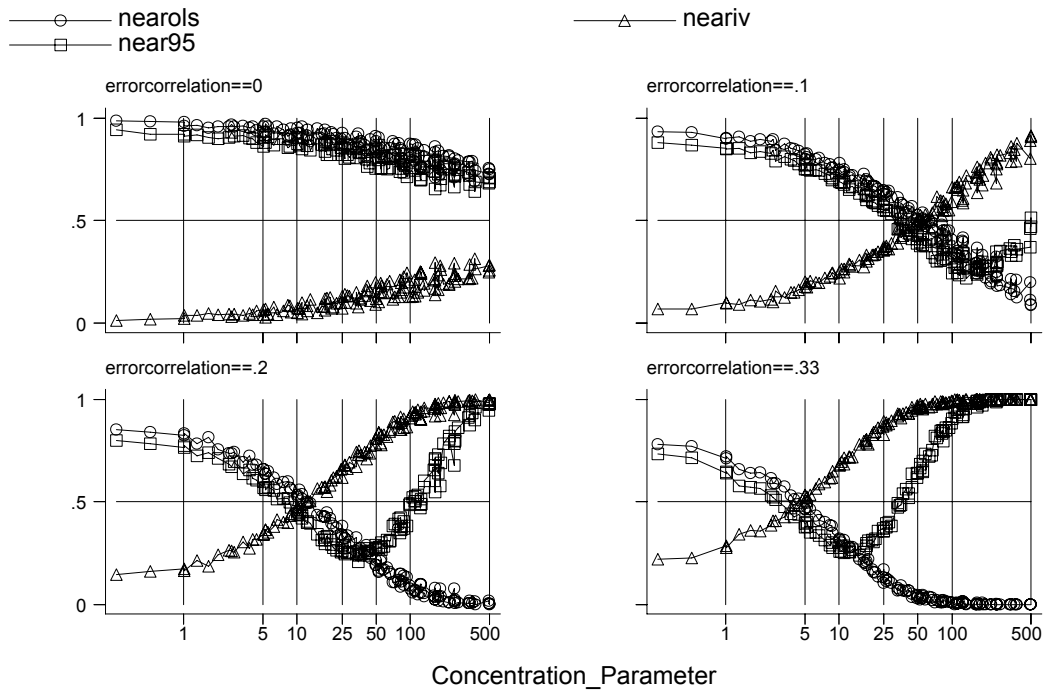 nearols
neariv
near95
errorcorrelation==0
errorcorrelation==.1
1
.5
0
errorcorrelation==.2
errorcorrelation==.33
1
.5
0
1 5 10 25 50 100 500
1 5 10 25 50 100 500
Concentration_Parameter